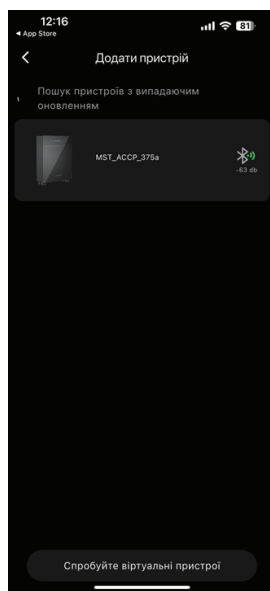 12:16
81
◀ App Store
Додати пристрій
Пошук пристроїв з випадаючим
оновленням
MST_ACCP_375a
-63 db
Спробуйте віртуальні пристрої